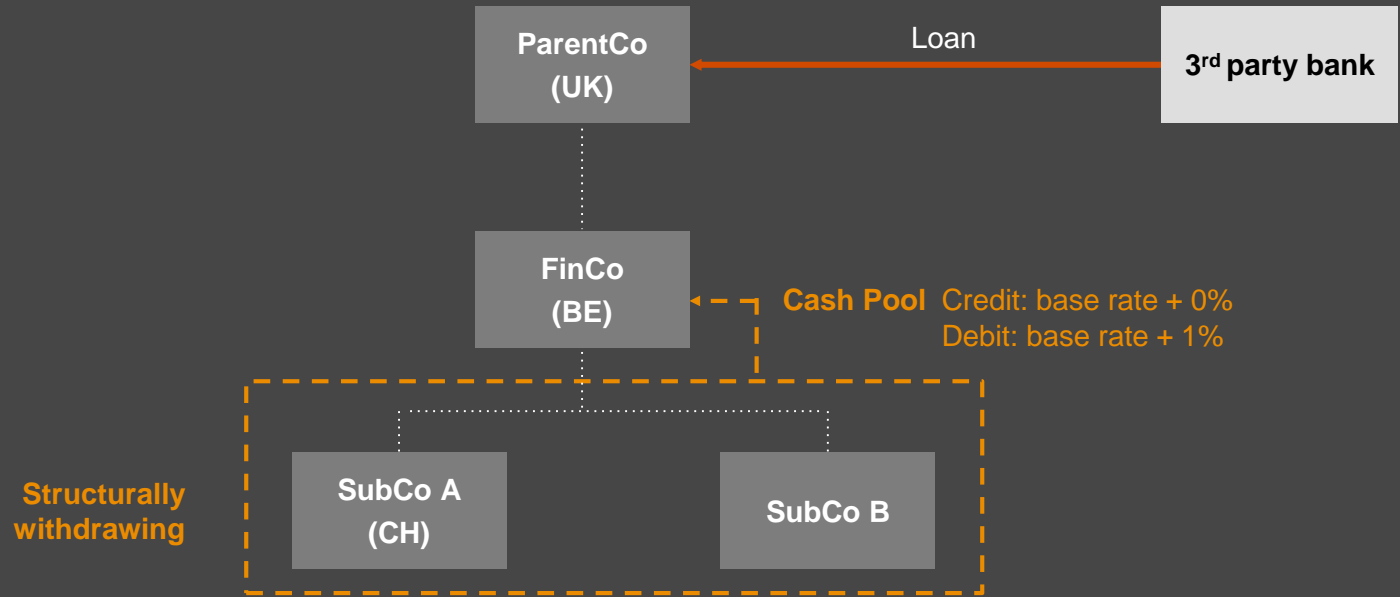 ParentCo
(UK)
Loan
3rd party bank
FinCo
(BE)
Cash Pool Credit: base rate + 0%
Debit: base rate + 1%
Structurally
withdrawing
SubCo A
(CH)
SubCo B